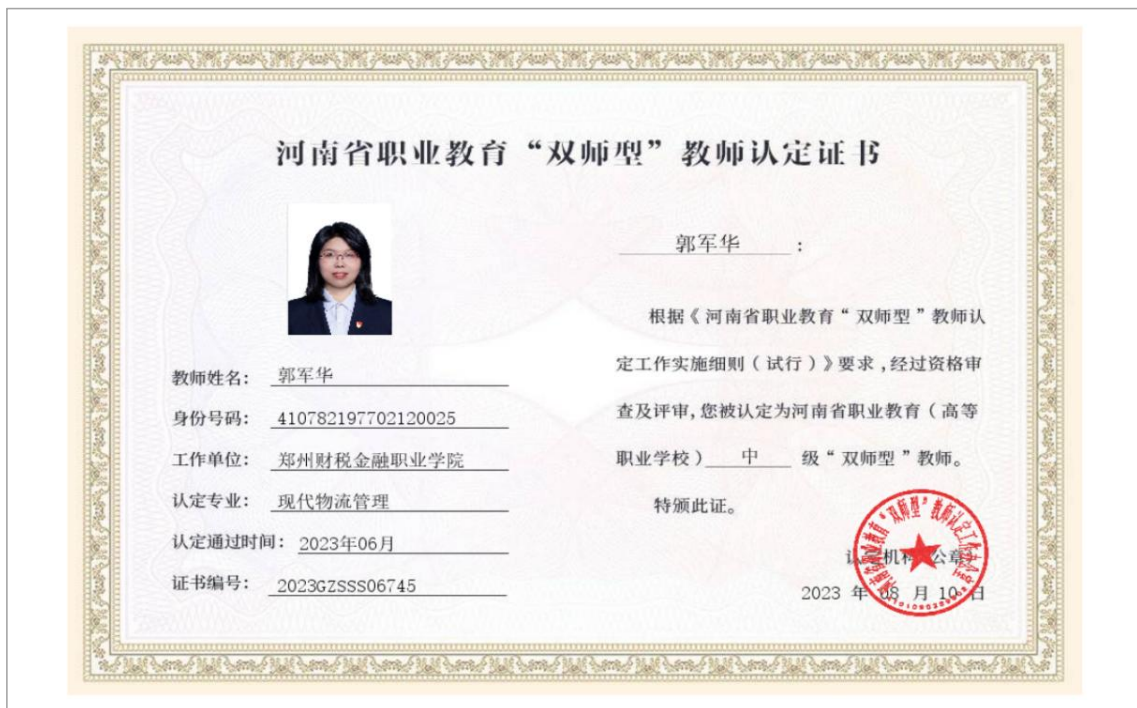 河南省职业教育“双师型”教师认定证书
教师姓名: 郭军华
身份号码: 410782197702120025
工作单位: 郑州财税金融职业学院
认定专业: 现代物流管理
认定通过时间: 2023年06月
证书编号: 2023GZSSS06745
郭军华 :
根据《河南省职业教育“双师型”教师认
定工作实施细则(试行)》要求,经过资格审
查及评审,您被认定为河南省职业教育(高等
职业学校) 中 级“双师型”教师。
特颁此证。
2023 年 08 月 10 日